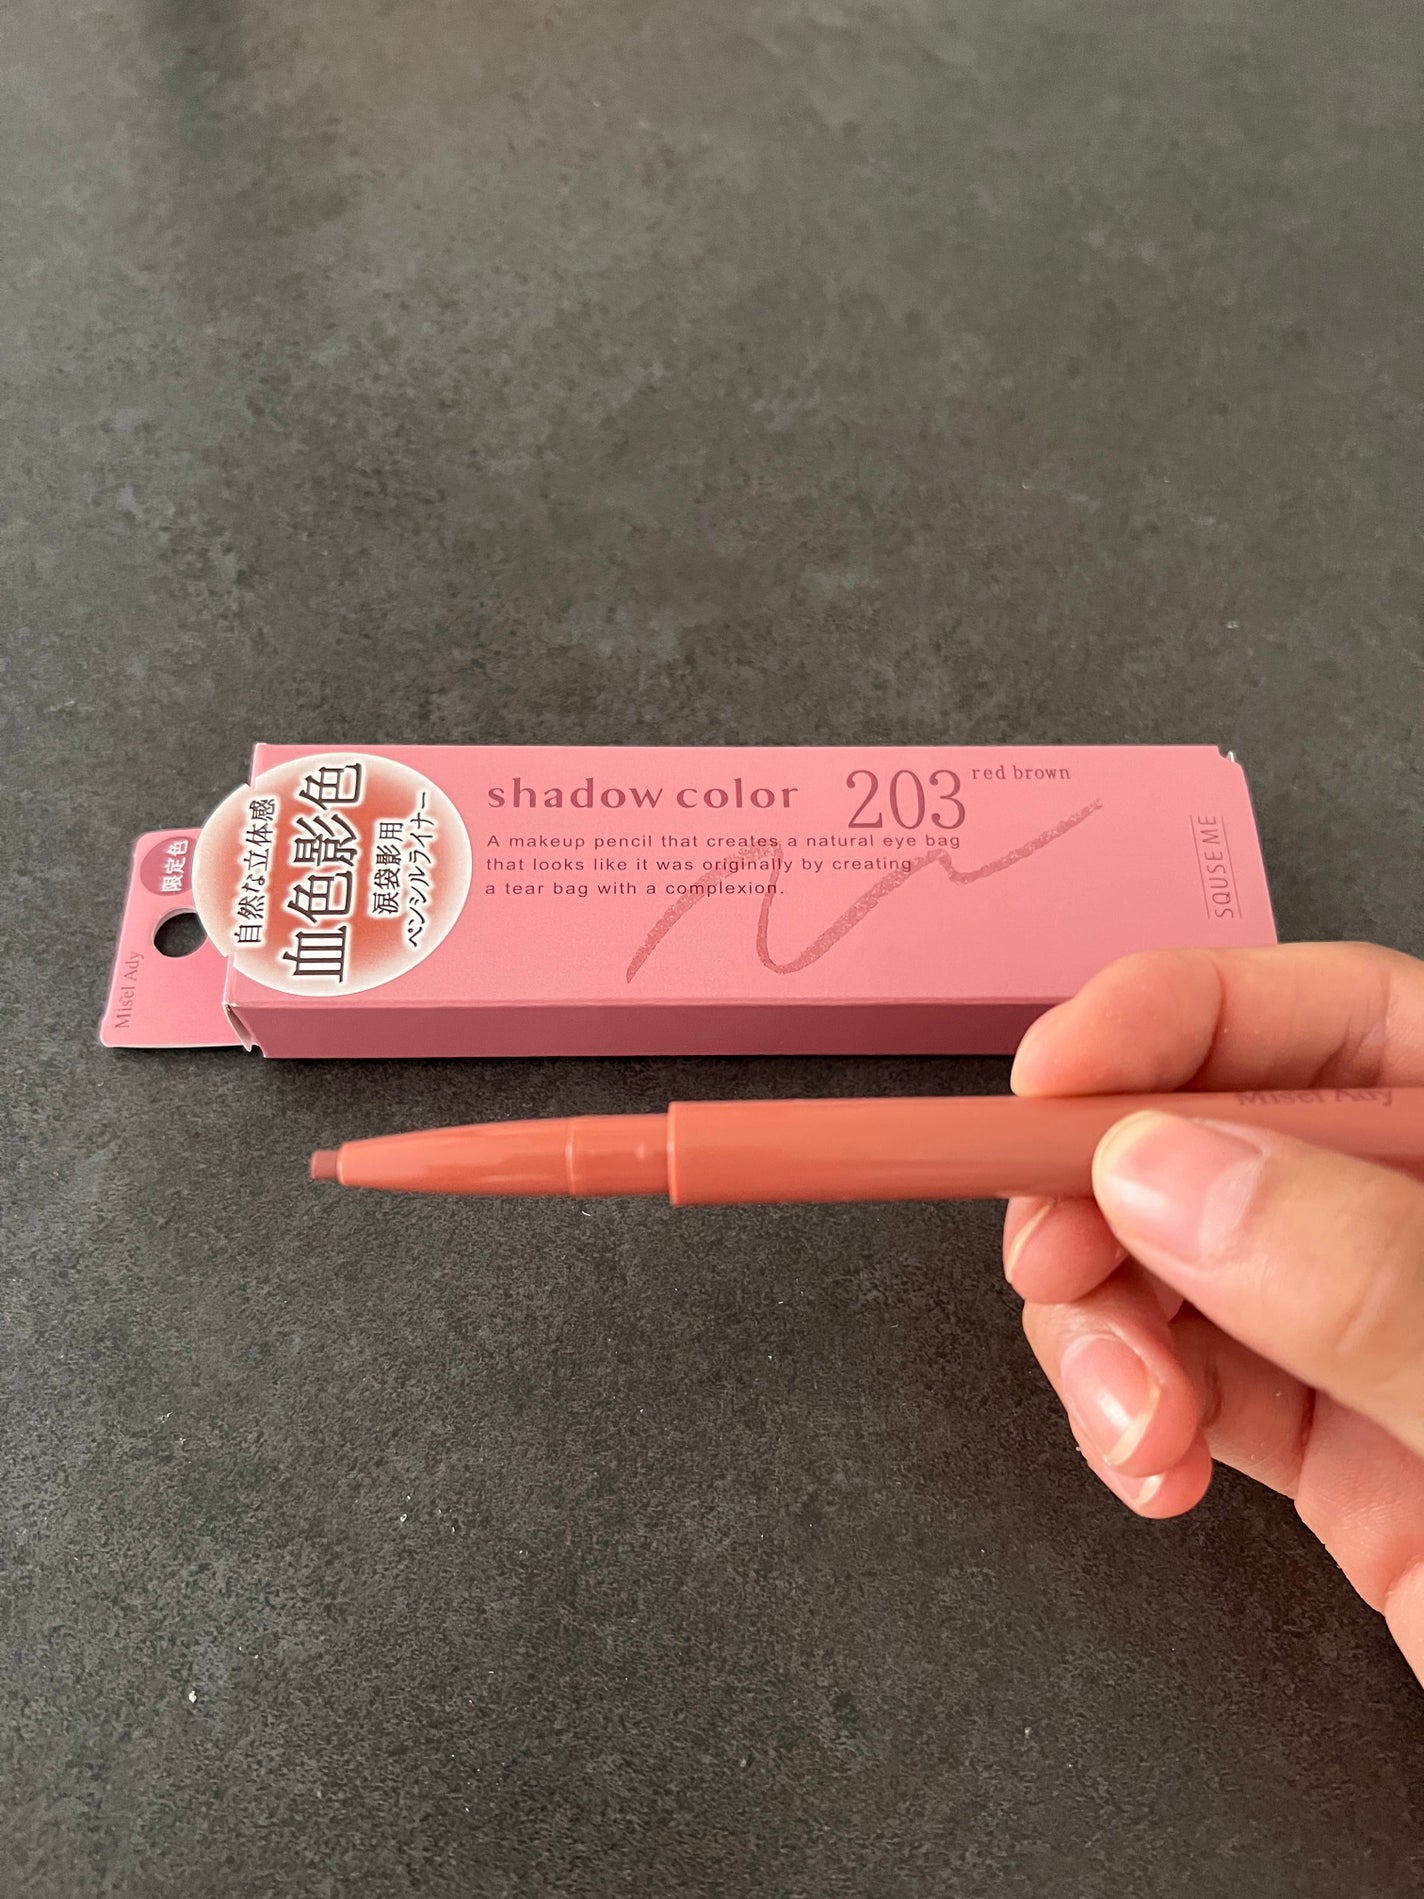 限定色
Misel Ady
自然な立体感
血色影色
涙袋影用
ペンシルライナー
shadow color
203
red brown
A makeup pencil that creates a natural eye bag
that looks like it was originally by creating
a tear bag with a complexion.
SQUSE ME
Misel Ady